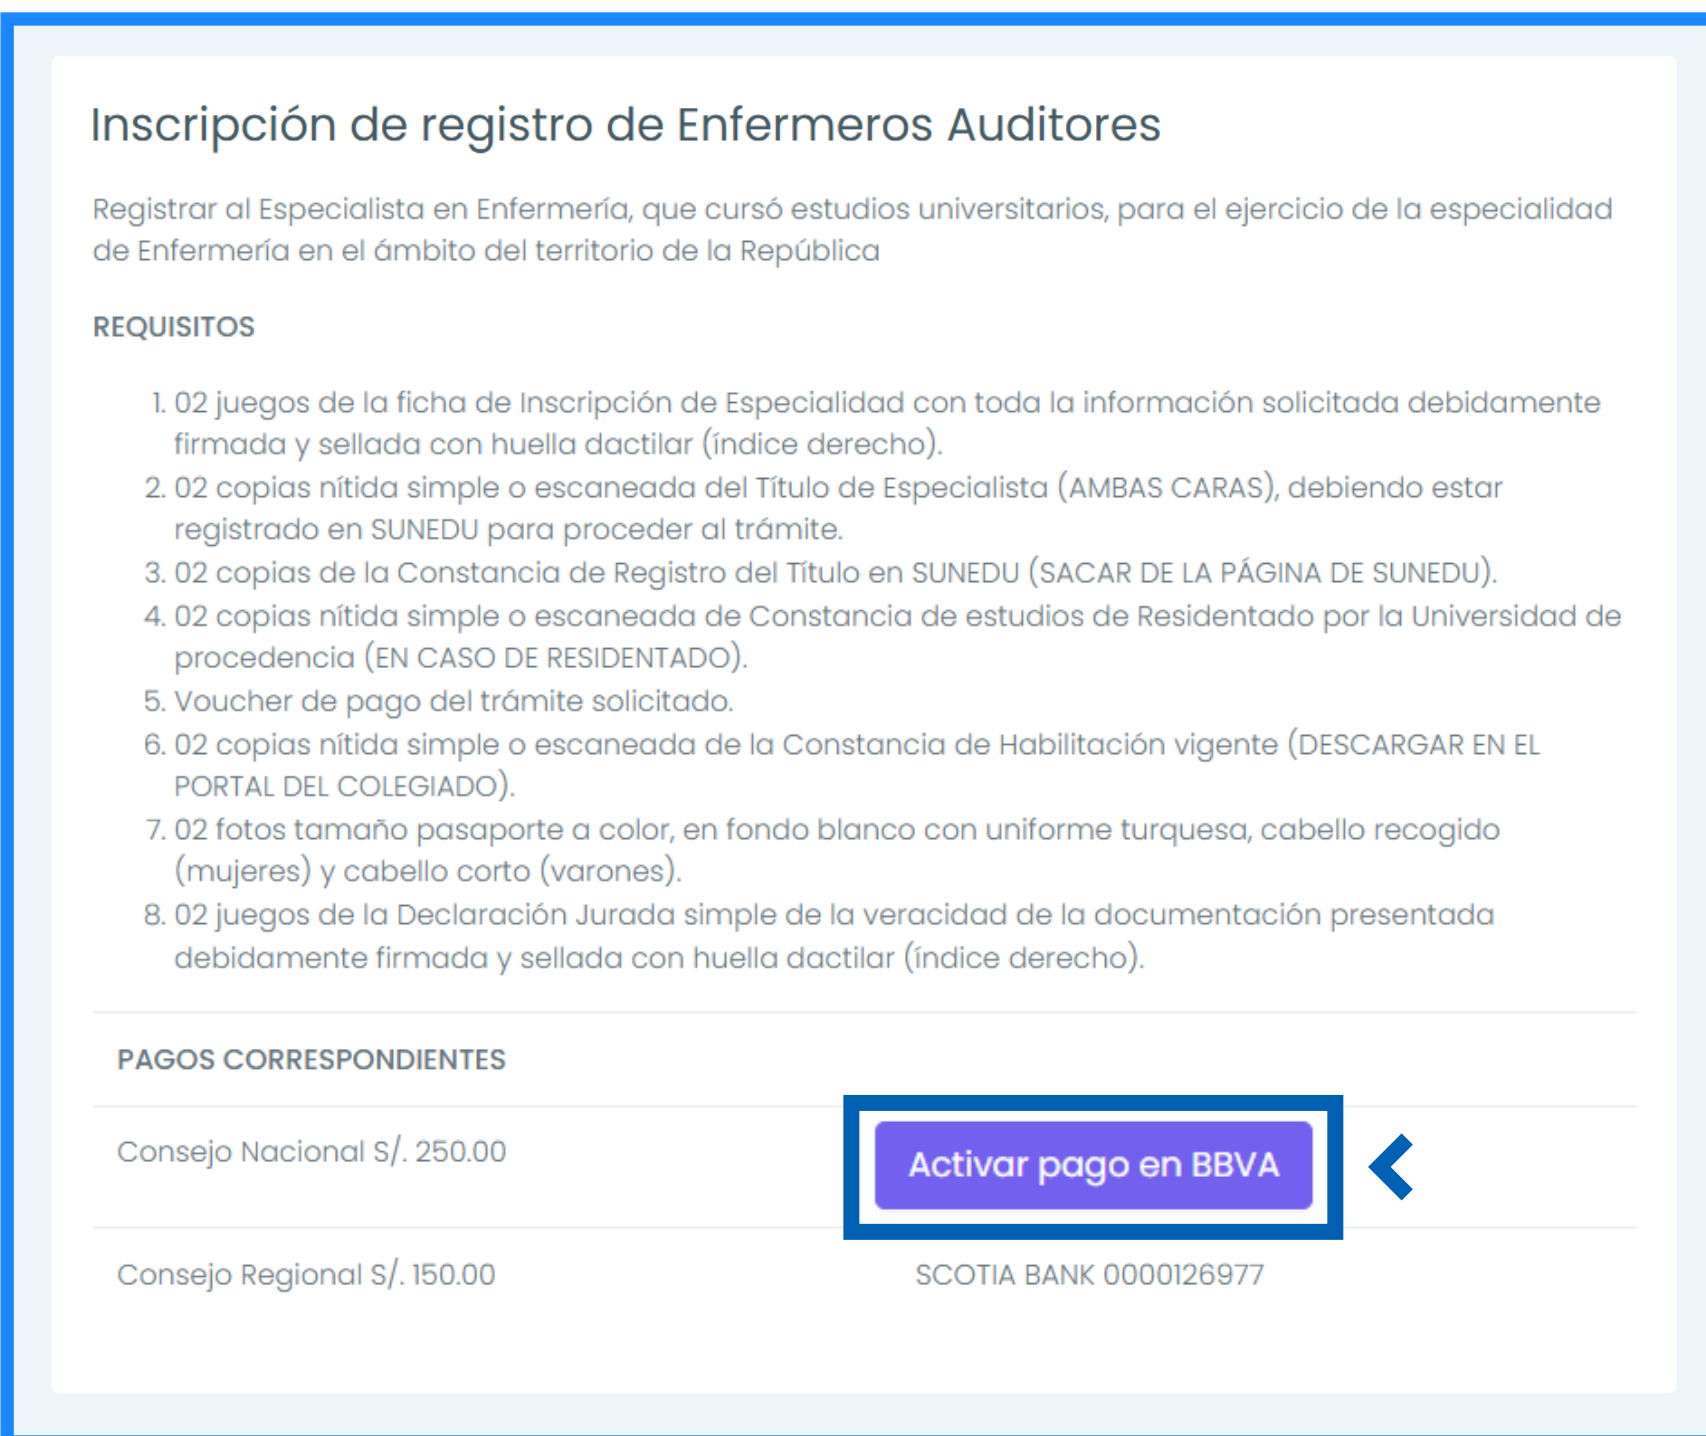 Inscripción de registro de Enfermeros Auditores
Registrar al Especialista en Enfermería, que cursó estudios universitarios, para el ejercicio de la especialidad
de Enfermería en el ámbito del territorio de la República
REQUISITOS
1. 02 juegos de la ficha de Inscripción de Especialidad con toda la información solicitada debidamente
firmada y sellada con huella dactilar (índice derecho).
2. 02 copias nítida simple o escaneada del Título de Especialista (AMBAS CARAS), debiendo estar
registrado en SUNEDU para proceder al trámite.
3. 02 copias de la Constancia de Registro del Título en SUNEDU (SACAR DE LA PÁGINA DE SUNEDU).
4. 02 copias nítida simple o escaneada de Constancia de estudios de Residentado por la Universidad de
procedencia (EN CASO DE RESIDENTADO).
5. Voucher de pago del trámite solicitado.
6. 02 copias nítida simple o escaneada de la Constancia de Habilitación vigente (DESCARGAR EN EL
PORTAL DEL COLEGIADO).
7. 02 fotos tamaño pasaporte a color, en fondo blanco con uniforme turquesa, cabello recogido
(mujeres) y cabello corto (varones).
8. 02 juegos de la Declaración Jurada simple de la veracidad de la documentación presentada
debidamente firmada y sellada con huella dactilar (índice derecho).
PAGOS CORRESPONDIENTES
Consejo Nacional S/. 250.00
Activar pago en BBVA
Consejo Regional S/. 150.00
SCOTIA BANK 0000126977